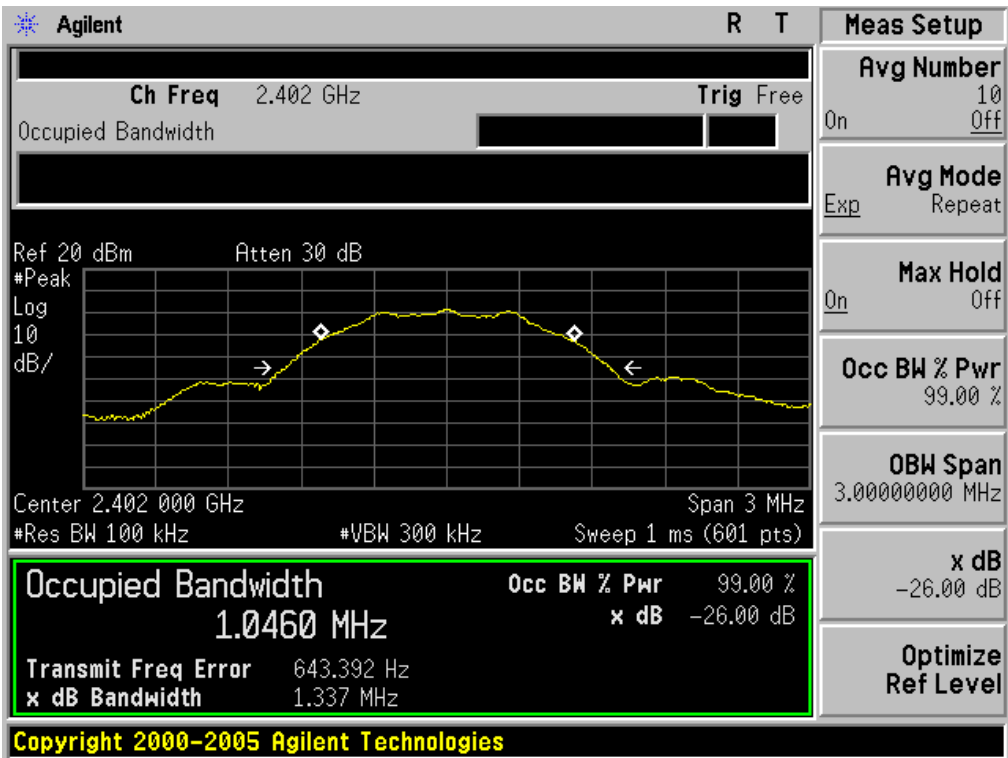 Agilent R T
Ch Freq 2.402 GHz Trig Free
Occupied Bandwidth
Ref 20 dBm Atten 30 dB
#Peak
Log
10
dB/
Center 2.402 000 GHz Span 3 MHz
#Res BW 100 kHz #VBW 300 kHz Sweep 1 ms (601 pts)
Occupied Bandwidth Occ BW % Pwr 99.00 %
1.0460 MHz x dB -26.00 dB
Transmit Freq Error 643.392 Hz
x dB Bandwidth 1.337 MHz
Copyright 2000-2005 Agilent Technologies
Meas Setup
Avg Number
10
On Off
Avg Mode
Exp Repeat
Max Hold
On Off
Occ BW % Pwr
99.00 %
OBW Span
3.00000000 MHz
x dB
-26.00 dB
Optimize
Ref Level